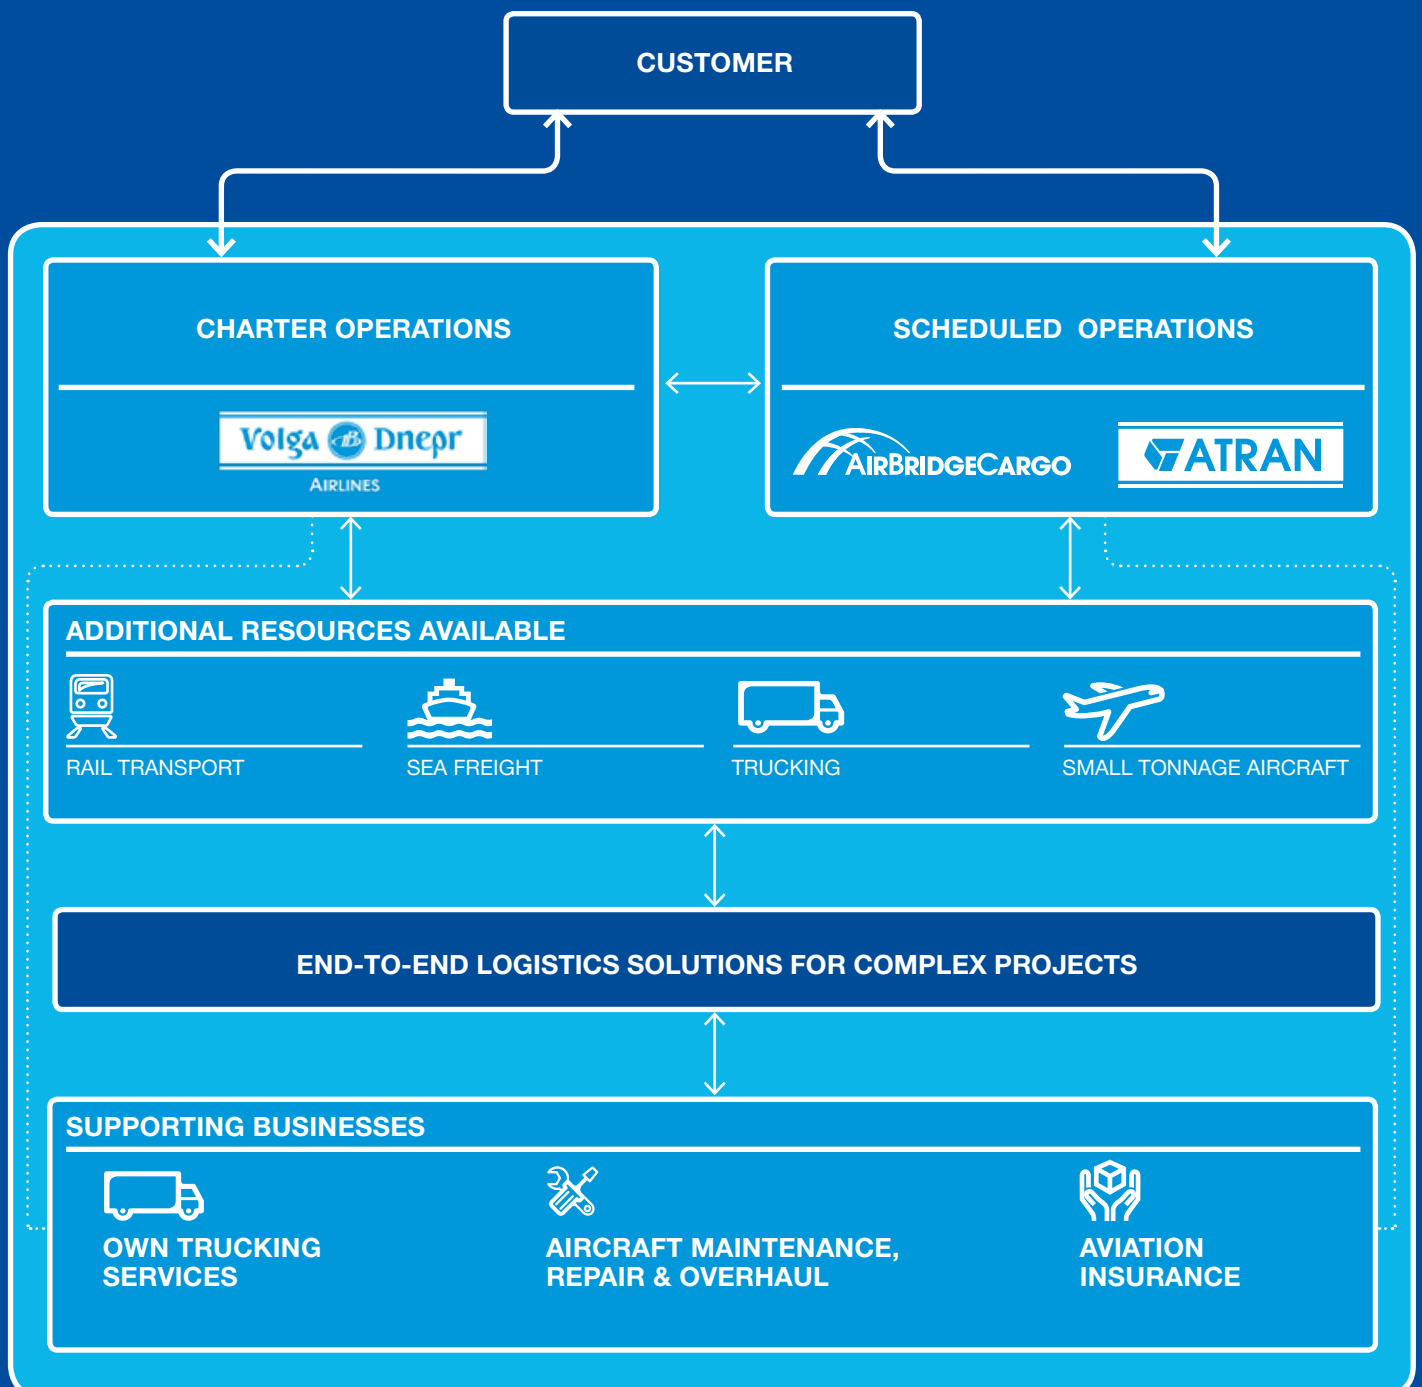 CUSTOMER
CHARTER OPERATIONS
Volga Dnepr
AIRLINES
SCHEDULED OPERATIONS
AIRBRIDGECARGO
ATRAN
ADDITIONAL RESOURCES AVAILABLE
RAIL TRANSPORT
SEA FREIGHT
TRUCKING
SMALL TONNAGE AIRCRAFT
END-TO-END LOGISTICS SOLUTIONS FOR COMPLEX PROJECTS
SUPPORTING BUSINESSES
OWN TRUCKING
SERVICES
AIRCRAFT MAINTENANCE,
REPAIR & OVERHAUL
AVIATION
INSURANCE